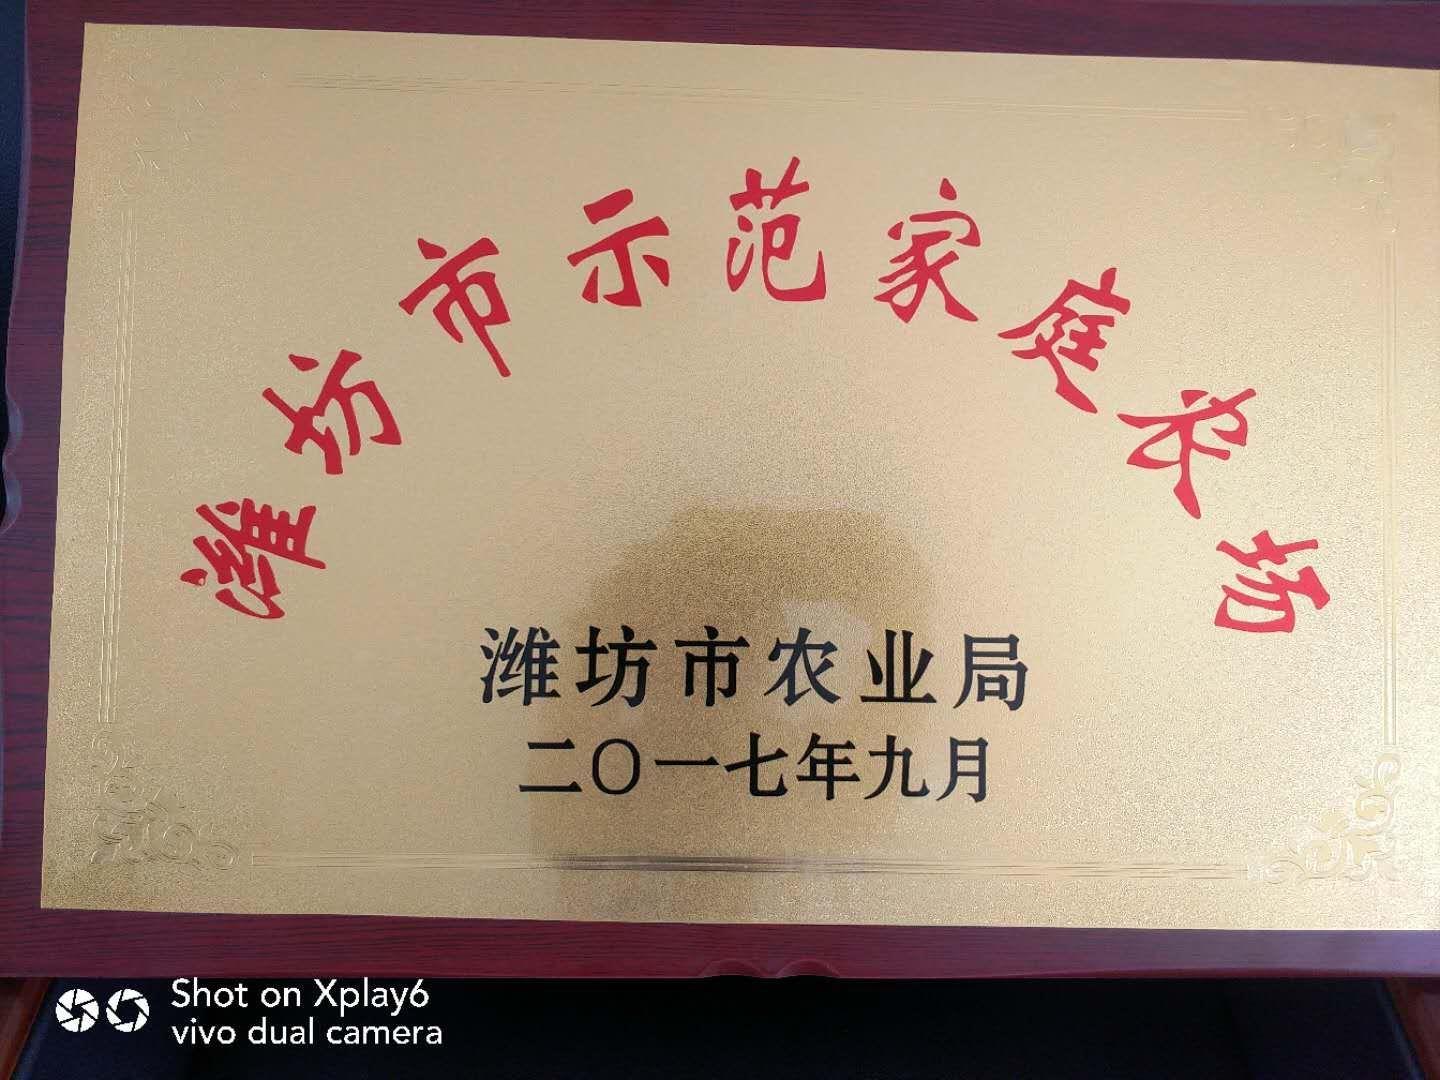 潍坊市示范家庭农场
潍坊市农业局
二〇一七年九月
Shot on Xplay6
vivo dual camera